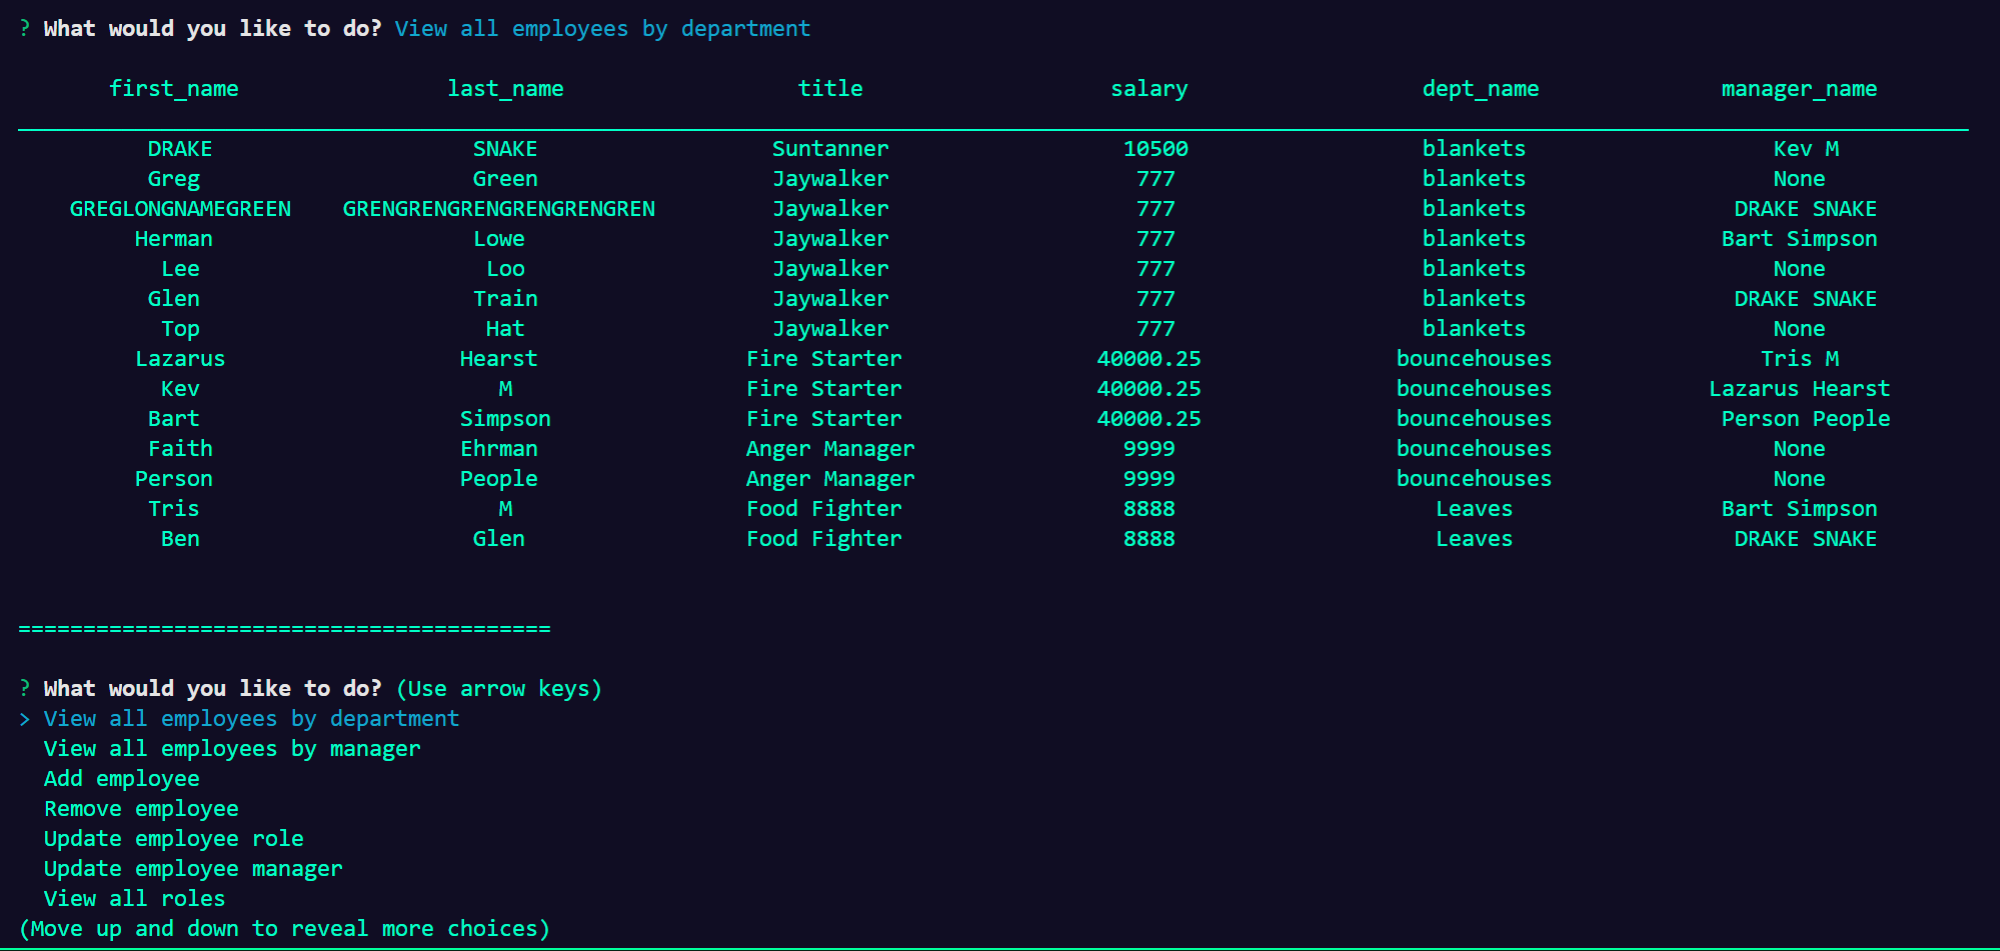 ? What would you like to do? View all employees by department
first_name last_name title salary dept_name manager_name
DRAKE SNAKE Suntanner 10500 blankets Kev M
Greg Green Jaywalker 777 blankets None
GREGLONGNAMEGREEN GRENGRENGRENGRENGRENGREN Jaywalker 777 blankets DRAKE SNAKE
Herman Lowe Jaywalker 777 blankets Bart Simpson
Lee Loo Jaywalker 777 blankets None
Glen Train Jaywalker 777 blankets DRAKE SNAKE
Top Hat Jaywalker 777 blankets None
Lazarus Hearst Fire Starter 40000.25 bouncehouses Tris M
Kev M Fire Starter 40000.25 bouncehouses Lazarus Hearst
Bart Simpson Fire Starter 40000.25 bouncehouses Person People
Faith Ehrman Anger Manager 9999 bouncehouses None
Person People Anger Manager 9999 bouncehouses None
Tris M Food Fighter 8888 Leaves Bart Simpson
Ben Glen Food Fighter 8888 Leaves DRAKE SNAKE
=========================================
? What would you like to do? (Use arrow keys)
> View all employees by department
View all employees by manager
Add employee
Remove employee
Update employee role
Update employee manager
View all roles
(Move up and down to reveal more choices)